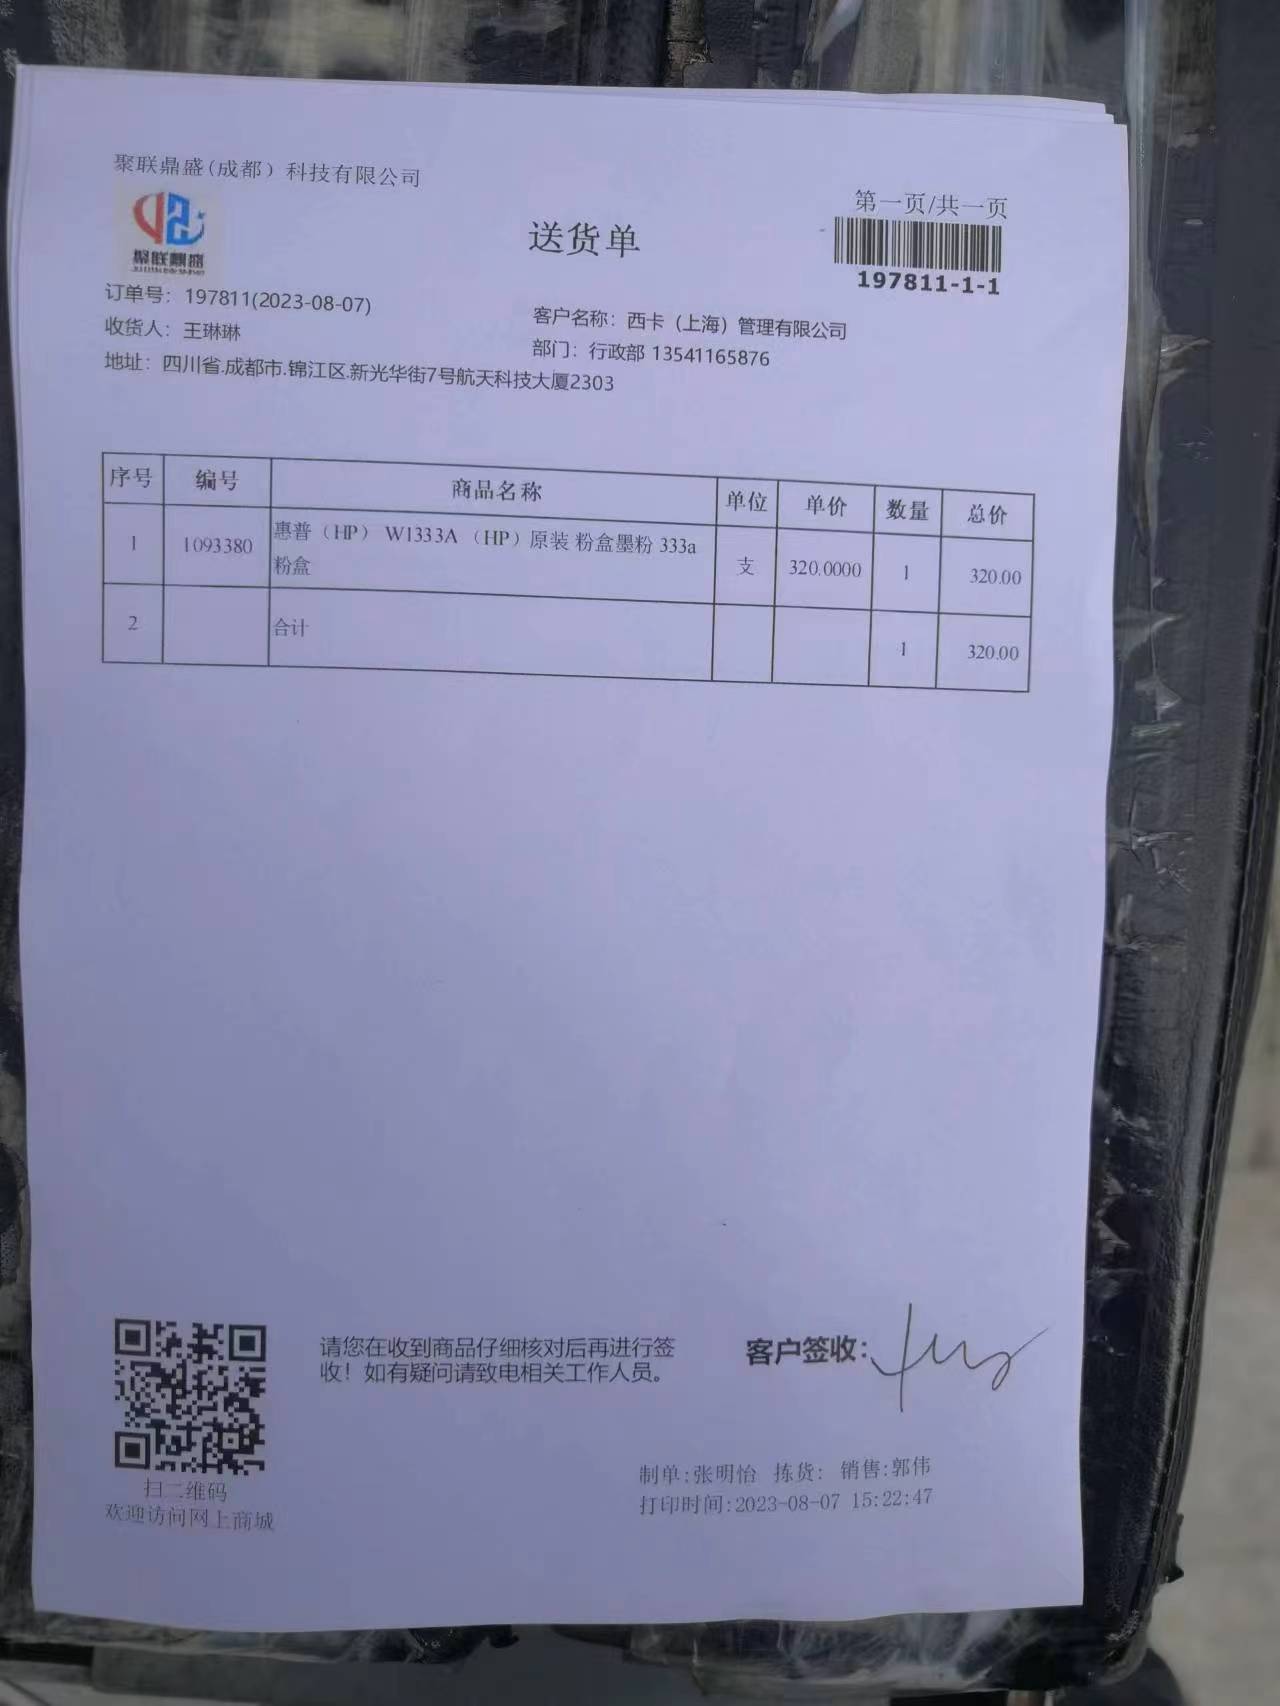 聚联鼎盛(成都)科技有限公司
聚联鼎盛
送货单
第一页/共一页
197811-1-1
订单号：197811(2023-08-07)
客户名称：西卡（上海）管理有限公司
收货人：王琳琳
部门：行政部 13541165876
地址：四川省.成都市.锦江区.新光华街7号航天科技大厦2303
序号 编号 商品名称 单位 单价 数量 总价
1 1093380 惠普（HP） W1333A （HP）原装 粉盒墨粉 333a
粉盒 支 320.0000 1 320.00
2 合计 1 320.00
请您在收到商品仔细核对后再进行签
收！如有疑问请致电相关工作人员。
客户签收：
扫二维码
欢迎访问网上商城
制单:张明怡 拣货: 销售:郭伟
打印时间:2023-08-07 15:22:47